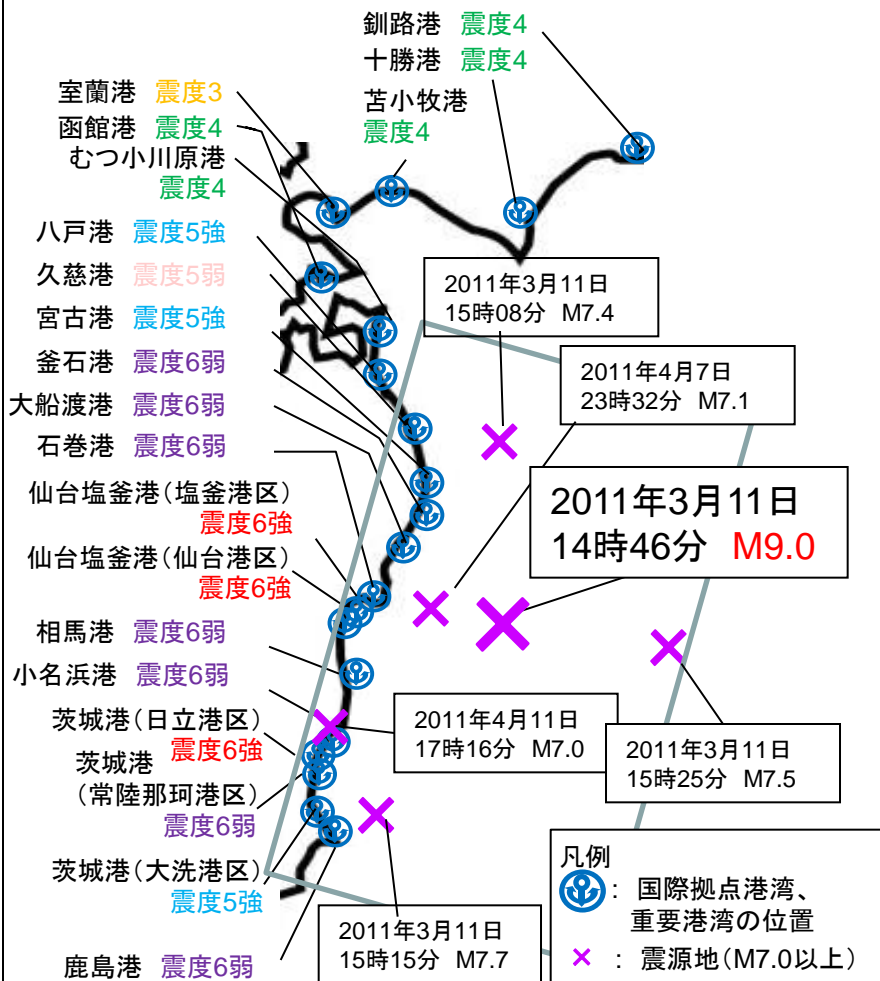 釧路港 震度4
十勝港 震度4
苫小牧港
震度4
室蘭港 震度3
函館港 震度4
むつ小川原港
震度4
八戸港 震度5強
久慈港 震度5弱
宮古港 震度5強
釜石港 震度6弱
大船渡港 震度6弱
石巻港 震度6弱
仙台塩釜港(塩釜港区)
震度6強
仙台塩釜港(仙台港区)
震度6強
相馬港 震度6弱
小名浜港 震度6弱
茨城港(日立港区)
震度6強
茨城港
(常陸那珂港区)
震度6弱
茨城港(大洗港区)
震度5強
鹿島港 震度6弱
2011年3月11日
15時08分 M7.4
2011年4月7日
23時32分 M7.1
2011年3月11日
14時46分 M9.0
2011年4月11日
17時16分 M7.0
2011年3月11日
15時25分 M7.5
2011年3月11日
15時15分 M7.7
凡例
: 国際拠点港湾、
重要港湾の位置
: 震源地(M7.0以上)